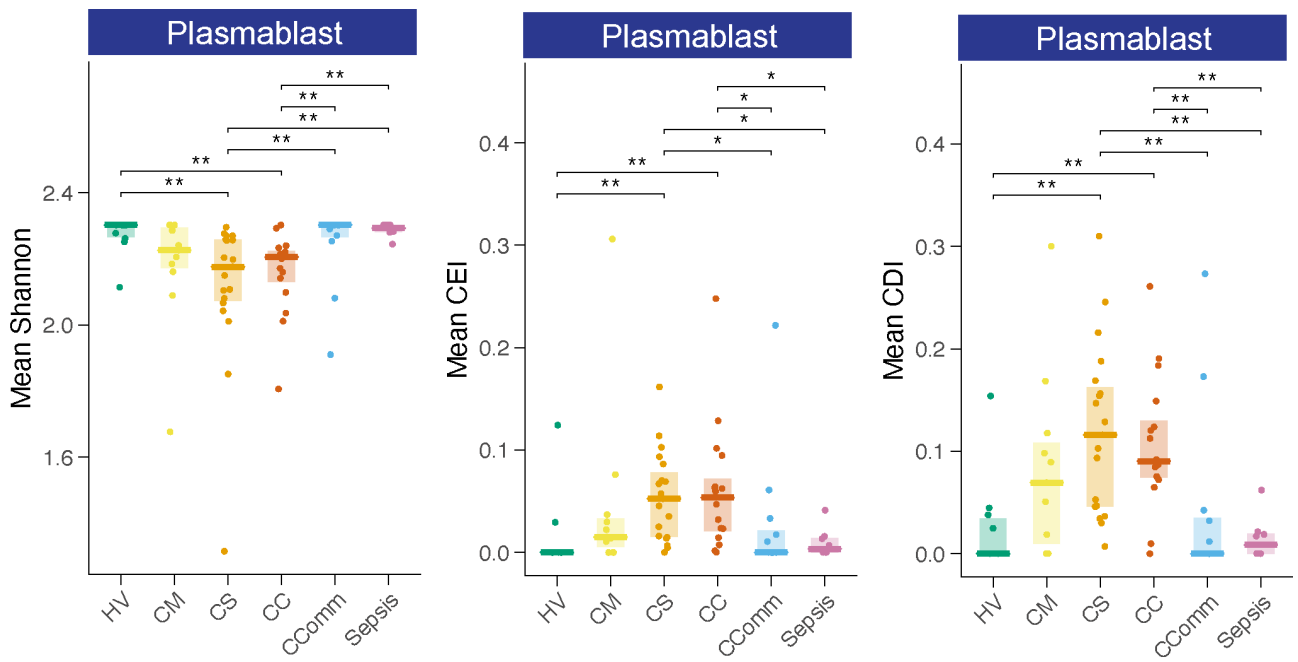 Plasmablast
Mean Shannon
2.4
2.0
1.6
**
**
**
**
**
**
HV
CM
CS
CC
CComm
Sepsis
Plasmablast
Mean CEI
0.4
0.3
0.2
0.1
0.0
*
*
*
*
**
**
HV
CM
CS
CC
CComm
Sepsis
Plasmablast
Mean CDI
0.4
0.3
0.2
0.1
0.0
**
**
**
**
**
**
HV
CM
CS
CC
CComm
Sepsis